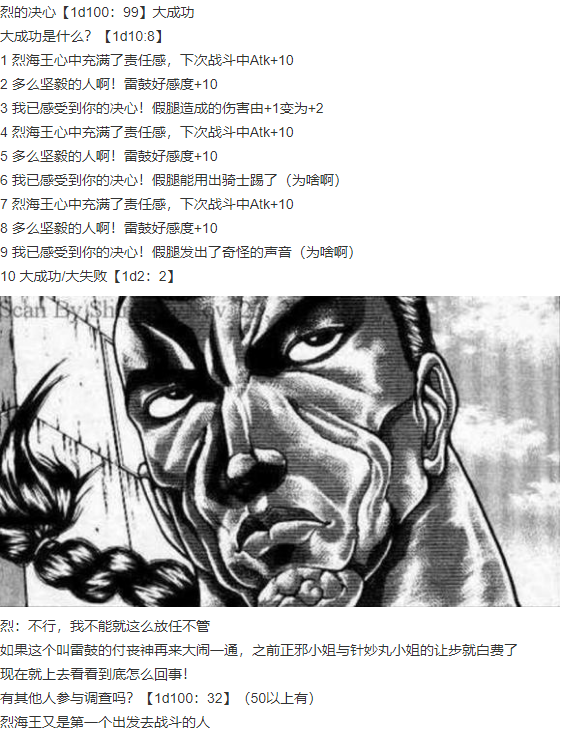 烈的决心【1d100：99】大成功
大成功是什么？【1d10:8】
1 烈海王心中充满了责任感，下次战斗中Atk+10
2 多么坚毅的人啊！雷鼓好感度+10
3 我已感受到你的决心！假腿造成的伤害由+1变为+2
4 烈海王心中充满了责任感，下次战斗中Atk+10
5 多么坚毅的人啊！雷鼓好感度+10
6 我已感受到你的决心！假腿能用出骑士踢了（为啥啊）
7 烈海王心中充满了责任感，下次战斗中Atk+10
8 多么坚毅的人啊！雷鼓好感度+10
9 我已感受到你的决心！假腿发出了奇怪的声音（为啥啊）
10 大成功/大失败【1d2：2】
Scan By
烈：不行，我不能就这么放任不管
如果这个叫雷鼓的付丧神再来大闹一通，之前正邪小姐与针妙丸小姐的让步就白费了
现在就上去看看到底怎么回事！
有其他人参与调查吗？【1d100：32】（50以上有）
烈海王又是第一个出发去战斗的人